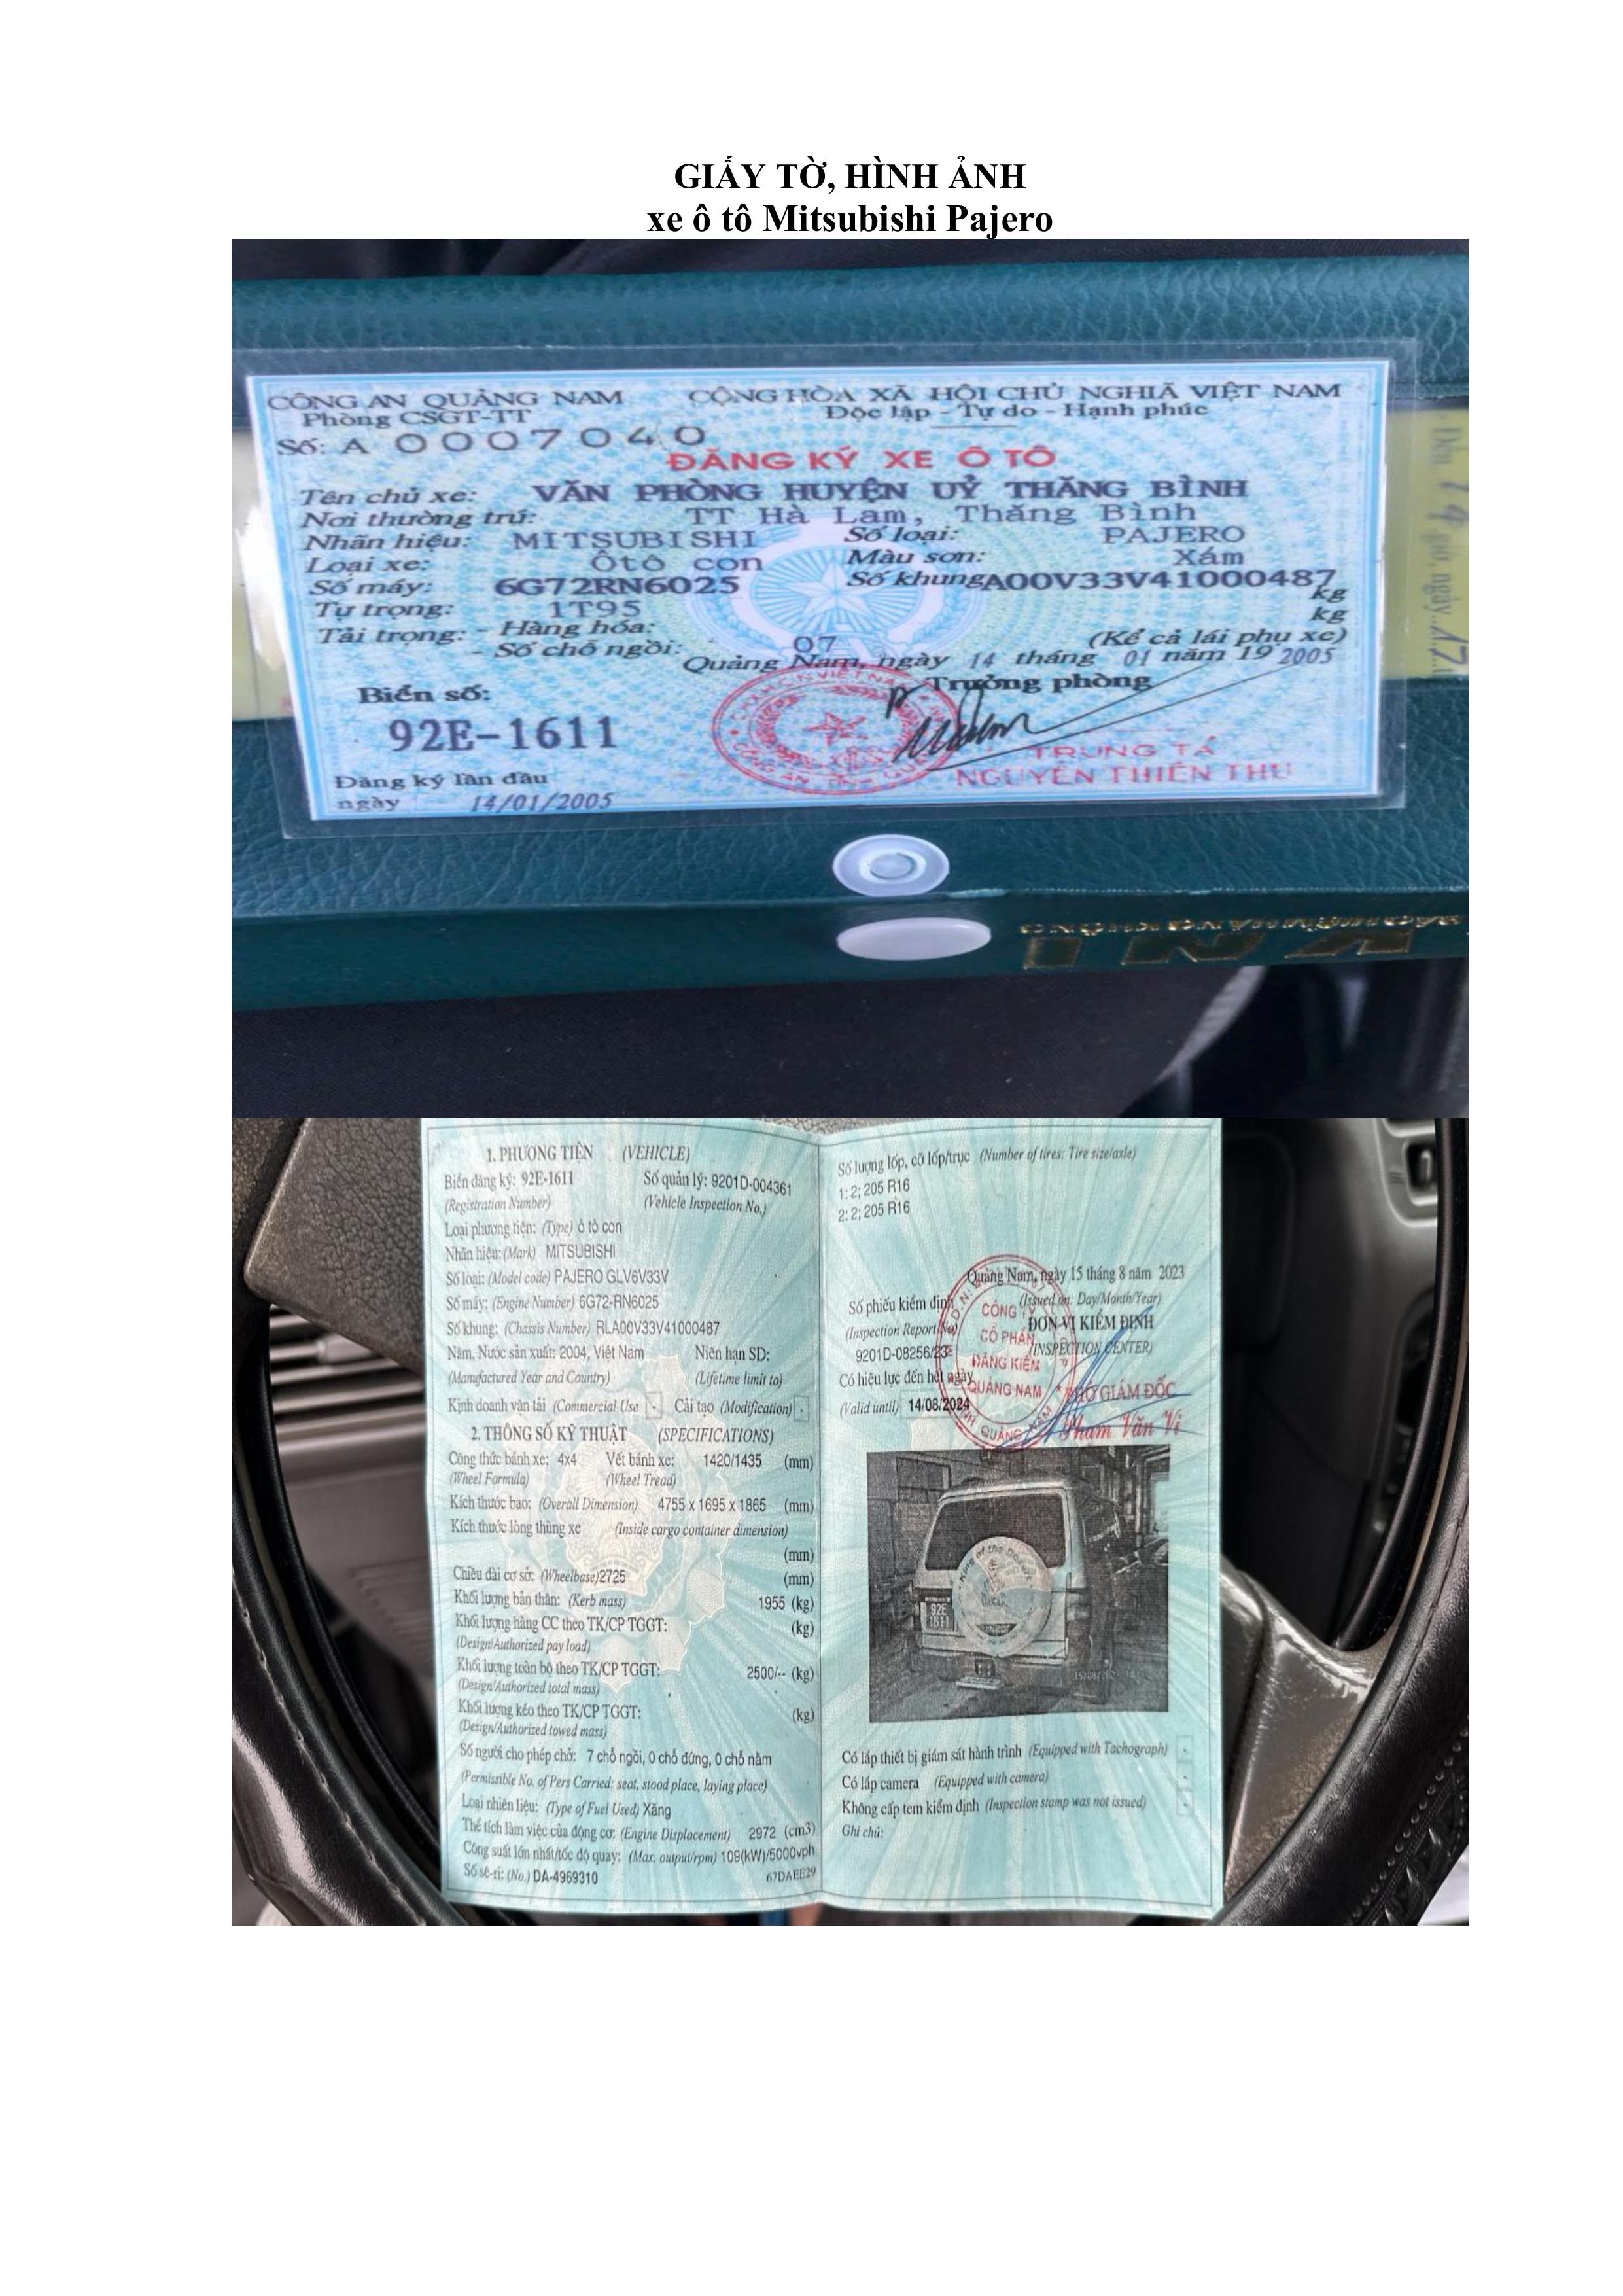 GIẤY TỜ, HÌNH ẢNH
xe ô tô Mitsubishi Pajero
CÔNG AN QUẢNG NAM CỘNG HÒA XÃ HỘI CHỦ NGHĨA VIỆT NAM
Phòng CSGT-TT Độc lập - Tự do - Hạnh phúc
Số: A 0007040
ĐĂNG KÝ XE Ô TÔ
Tên chủ xe: VĂN PHÒNG HUYỆN UỶ THĂNG BÌNH
Nơi thường trú: TT Hà Lam, Thăng Bình
Nhãn hiệu: MITSUBISHI Số loại: PAJERO
Loại xe: Ôtô con Màu sơn: Xám
Số máy: 6G72RN6025 Số khung: A00V33V41000487
Tự trọng: 1T95 kg
Tải trọng: - Hàng hóa: kg
- Số chỗ ngồi: 07 (Kể cả lái phụ xe)
Quảng Nam, ngày 14 tháng 01 năm 19 2005
Biển số: Trưởng phòng
92E-1611
TRUNG TÁ
NGUYỄN THIÊN THU
Đăng ký lần đầu
ngày 14/01/2005
1. PHƯƠNG TIỆN (VEHICLE)
Biển đăng ký: 92E-1611 Số quản lý: 9201D-004361
(Registration Number) (Vehicle Inspection No.)
Loại phương tiện: (Type) ô tô con
Nhãn hiệu: (Mark) MITSUBISHI
Số loại: (Model code) PAJERO GLV6V33V
Số máy: (Engine Number) 6G72-RN6025
Số khung: (Chassis Number) RLA00V33V41000487
Năm, Nước sản xuất: 2004, Việt Nam Niên hạn SD:
(Manufactured Year and Country) (Lifetime limit to)
Kinh doanh vận tải (Commercial Use - Cải tạo (Modification) -
2. THÔNG SỐ KỸ THUẬT (SPECIFICATIONS)
Công thức bánh xe: 4x4 Vết bánh xe: 1420/1435 (mm)
(Wheel Formula) (Wheel Tread)
Kích thước bao: (Overall Dimension) 4755 x 1695 x 1865 (mm)
Kích thước lòng thùng xe (Inside cargo container dimension)
(mm)
Chiều dài cơ sở: (Wheelbase)2725 (mm)
Khối lượng bản thân: (Kerb mass) 1955 (kg)
Khối lượng hàng CC theo TK/CP TGGT: (kg)
(Design/Authorized pay load)
Khối lượng toàn bộ theo TK/CP TGGT: 2500/-- (kg)
(Design/Authorized total mass)
Khối lượng kéo theo TK/CP TGGT: (kg)
(Design/Authorized towed mass)
Số người cho phép chở: 7 chỗ ngồi, 0 chỗ đứng, 0 chỗ nằm
(Permissible No. of Pers Carried: seat, stood place, laying place)
Loại nhiên liệu: (Type of Fuel Used) Xăng
Thể tích làm việc của động cơ: (Engine Displacement) 2972 (cm3)
Công suất lớn nhất/tốc độ quay: (Max. output/rpm) 109(kW)/5000vph
Số sê-ri: (No.) DA-4969310 67DAEE29
Số lượng lốp, cỡ lốp/trục (Number of tires; Tire size/axle)
1: 2; 205 R16
2: 2; 205 R16
Quảng Nam, ngày 15 tháng 8 năm 2023
Số phiếu kiểm định (Issued on: Day/Month/Year)
(Inspection Report No) ĐƠN VỊ KIỂM ĐỊNH
9201D-08256/23 (INSPECTION CENTER)
Có hiệu lực đến hết ngày
(Valid until) 14/08/2024
CÔNG TY
CỔ PHẦN
ĐĂNG KIỂM
QUẢNG NAM
PHÓ GIÁM ĐỐC
Phạm Văn Vi
King of the Desert
92E
1611
Có lắp thiết bị giám sát hành trình (Equipped with Tachograph) -
Có lắp camera (Equipped with camera)
Không cấp tem kiểm định (Inspection stamp was not issued) -
Ghi chú: